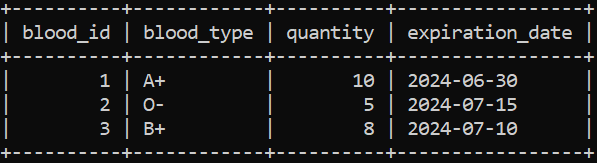 +----------+------------+----------+-----------------+
| blood_id | blood_type | quantity | expiration_date |
+----------+------------+----------+-----------------+
|        1 | A+         |       10 | 2024-06-30      |
|        2 | O-         |        5 | 2024-07-15      |
|        3 | B+         |        8 | 2024-07-10      |
+----------+------------+----------+-----------------+